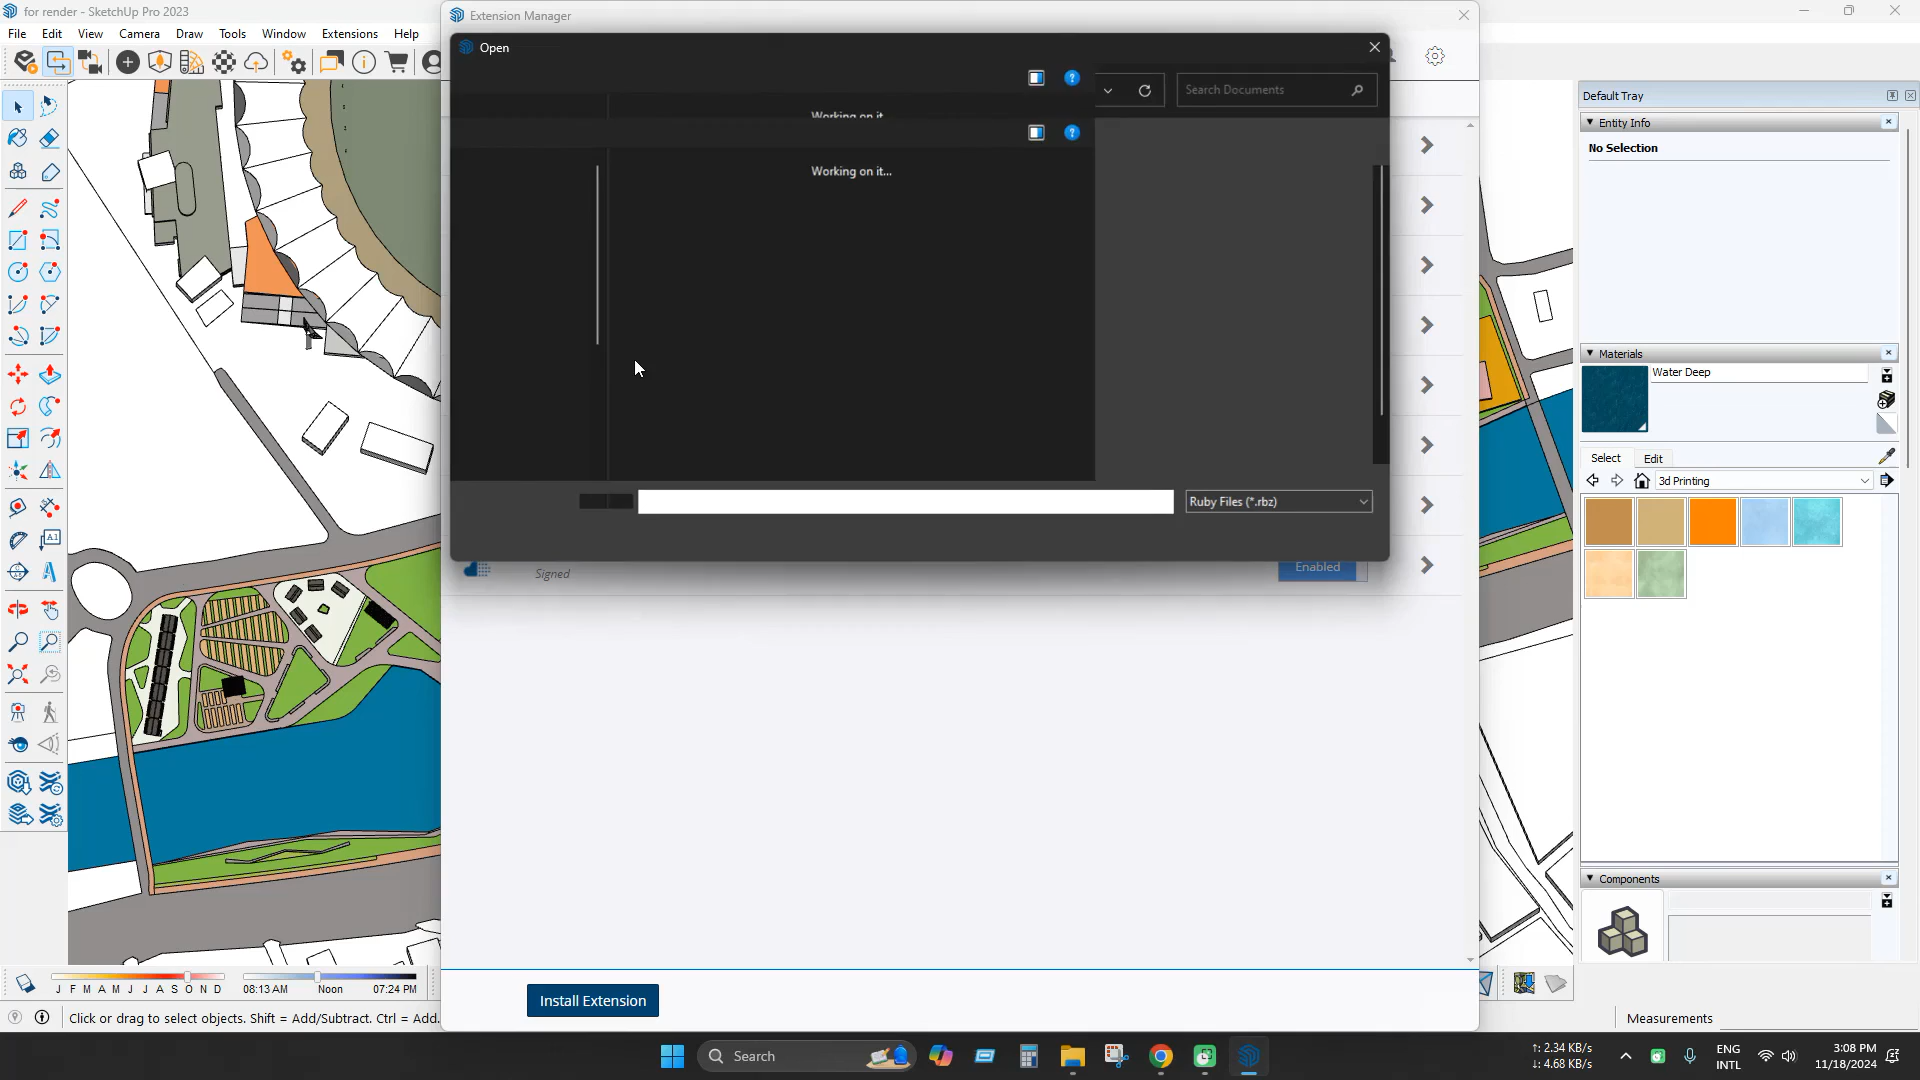 for render - SketchUp Pro 2023
File Edit View Camera Draw Tools Window Extensions Help
Extension Manager
Open
Search Documents
Working on it
Working on it...
Ruby Files (*.rbz)
Signed
Enabled
Install Extension
Default Tray
Entity Info
No Selection
Materials
Water Deep
Select Edit
3d Printing
Components
J F M A M J J A S O N D
08:13 AM Noon 07:24 PM
Click or drag to select objects. Shift = Add/Subtract. Ctrl = Add.
Measurements
Search
↑: 2.34 KB/s
↓: 4.68 KB/s
ENG
INTL
3:08 PM
11/18/2024